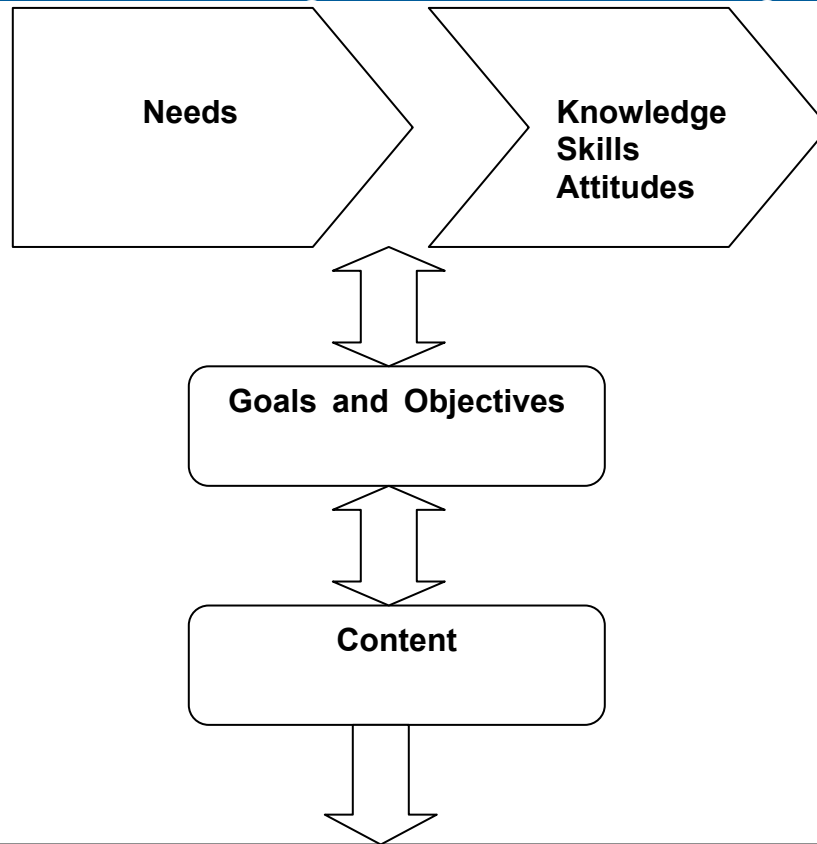 Needs
Knowledge
Skills
Attitudes
Goals and Objectives
Content